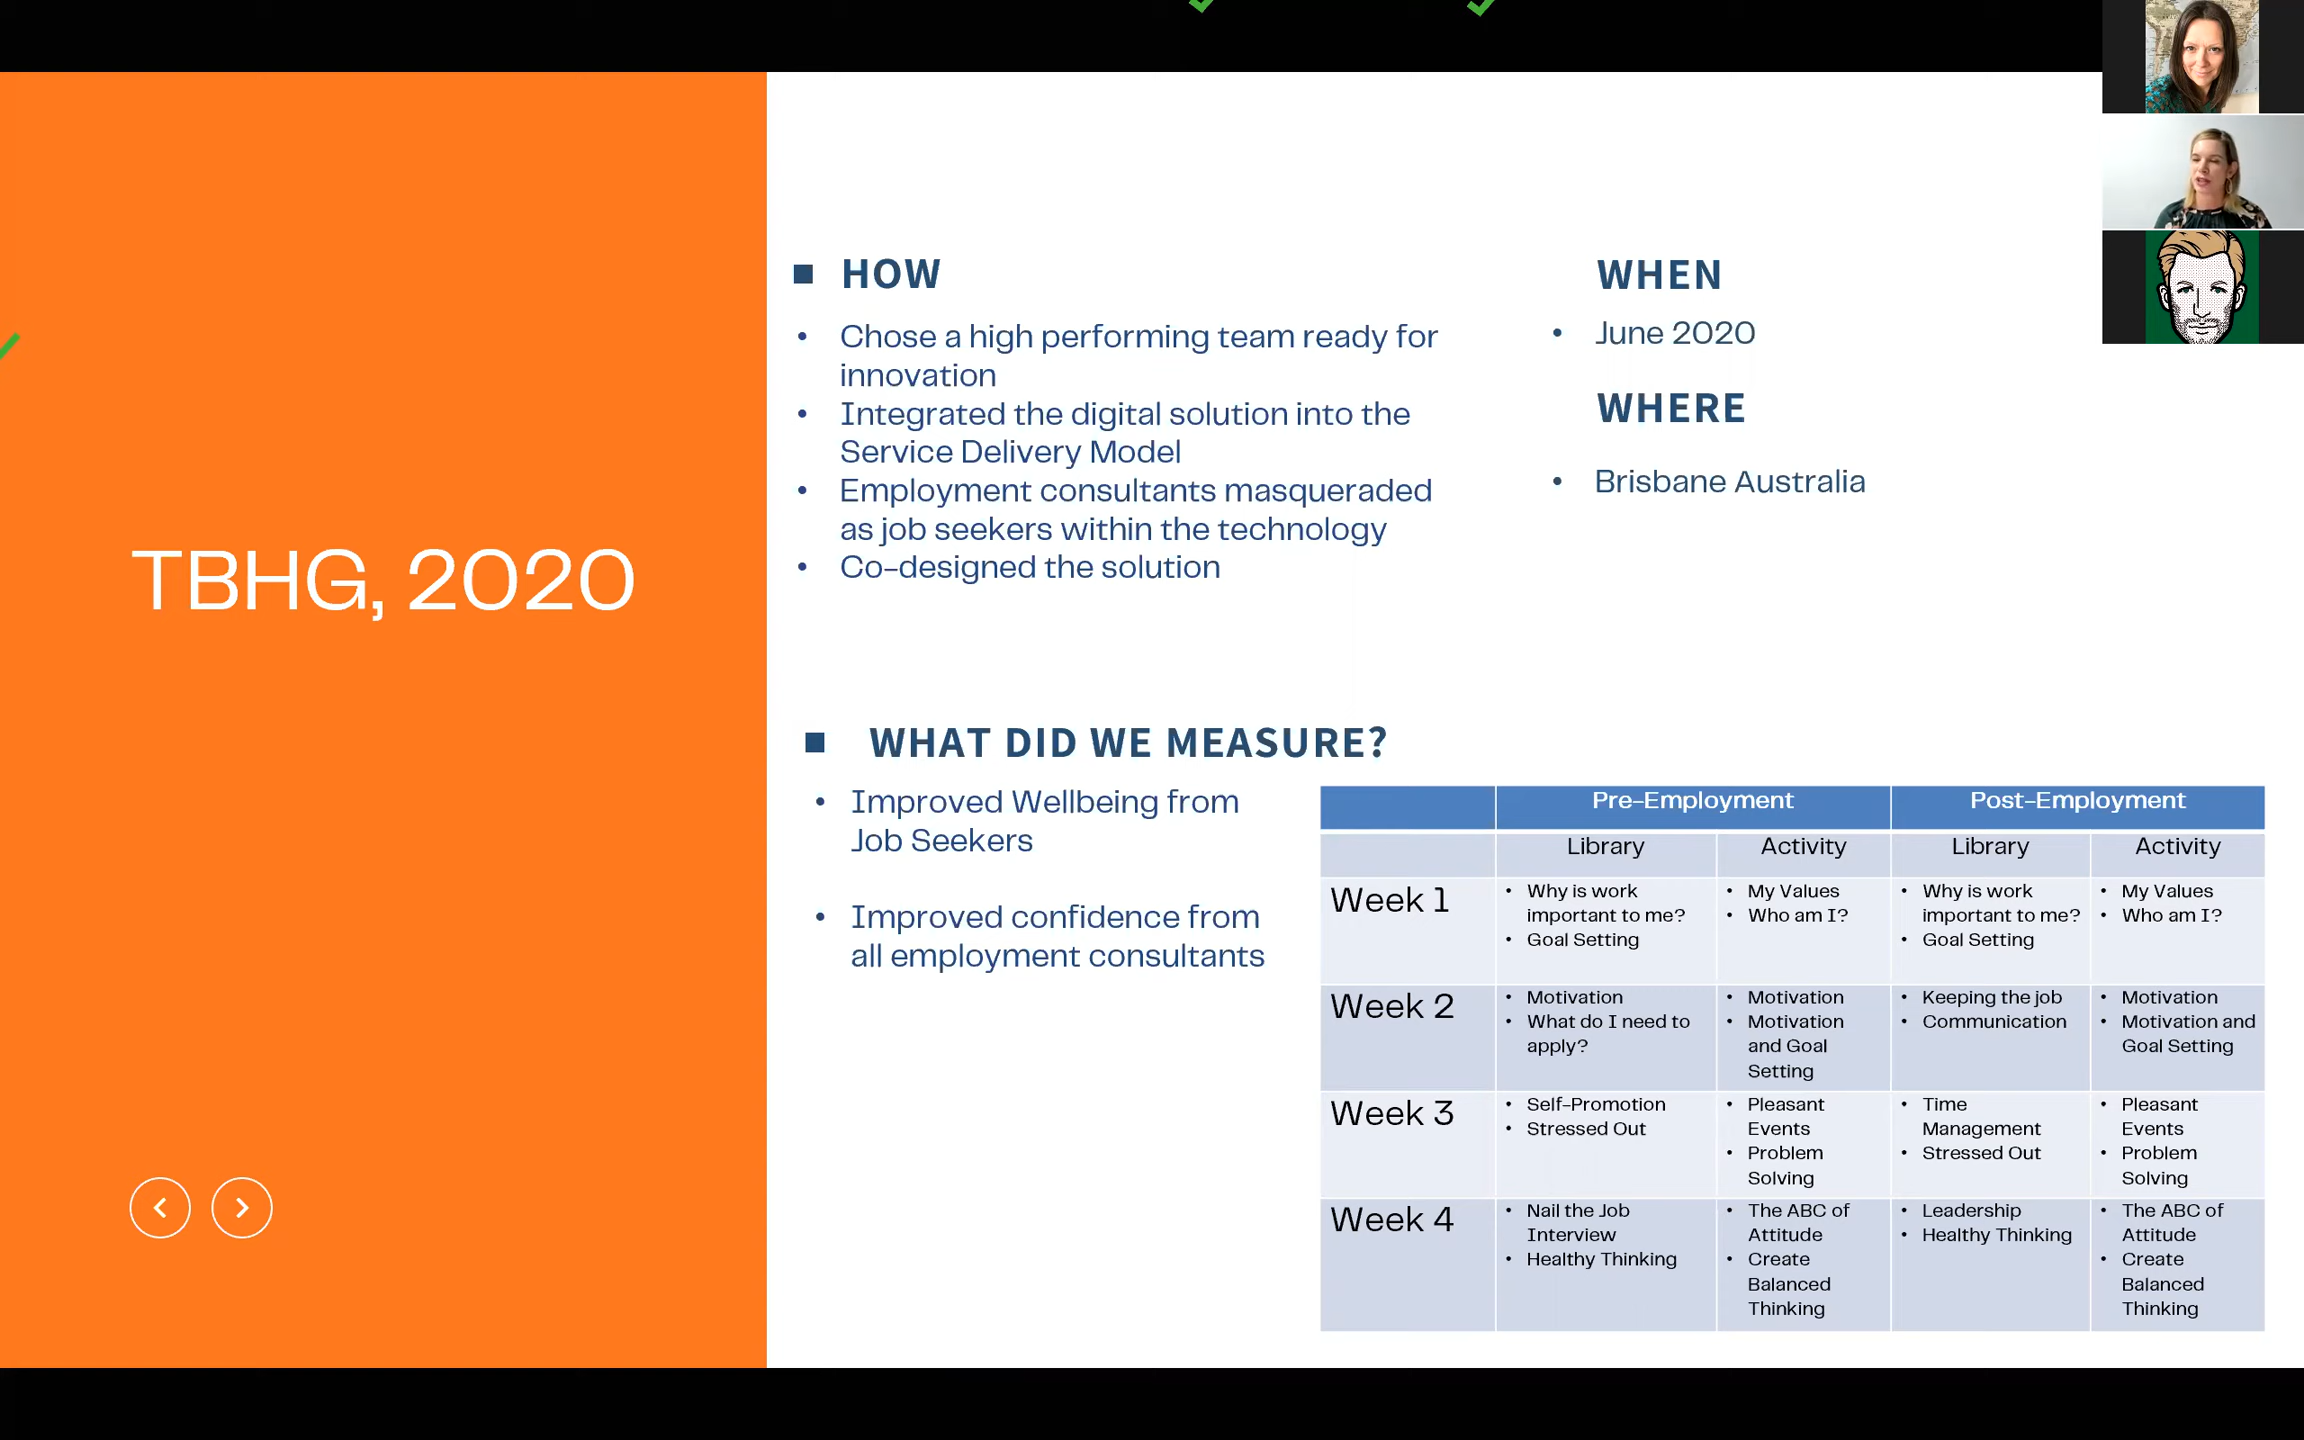 TBHG, 2020
HOW
Chose a high performing team ready for
innovation
Integrated the digital solution into the
Service Delivery Model
Employment consultants masqueraded
as job seekers within the technology
Co-designed the solution
WHEN
June 2020
WHERE
Brisbane Australia
WHAT DID WE MEASURE?
Improved Wellbeing from
Job Seekers
Improved confidence from
all employment consultants
Pre-Employment
Post-Employment
Library
Activity
Library
Activity
Week 1
Why is work
important to me?
Goal Setting
My Values
Who am I?
Why is work
important to me?
Goal Setting
My Values
Who am I?
Week 2
Motivation
What do I need to
apply?
Motivation
Motivation
and Goal
Setting
Keeping the job
Communication
Motivation
Motivation and
Goal Setting
Week 3
Self-Promotion
Stressed Out
Pleasant
Events
Problem
Solving
Time
Management
Stressed Out
Pleasant
Events
Problem
Solving
Week 4
Nail the Job
Interview
Healthy Thinking
The ABC of
Attitude
Create
Balanced
Thinking
Leadership
Healthy Thinking
The ABC of
Attitude
Create
Balanced
Thinking